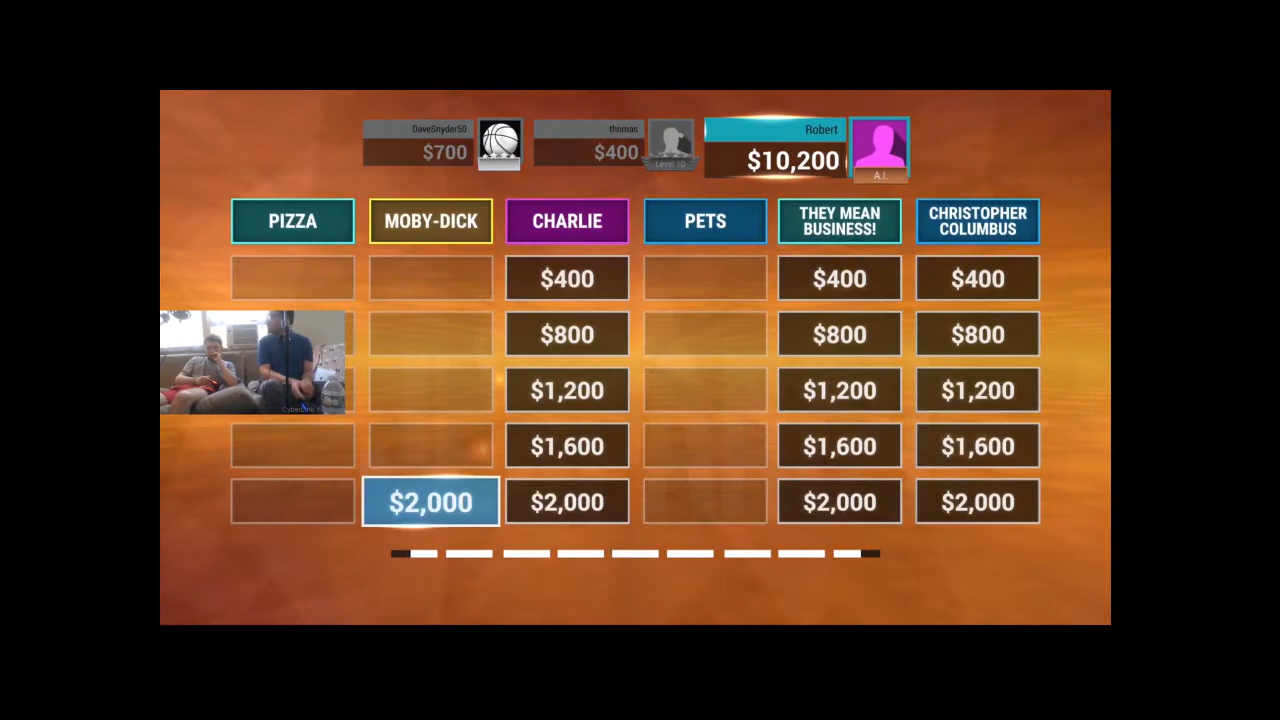 DaveSnyder50
$700
thomas
$400
Level 10
Robert
$10,200
A.I.
PIZZA
MOBY-DICK
CHARLIE
PETS
THEY MEAN
BUSINESS!
CHRISTOPHER
COLUMBUS
$400
$400
$400
$800
$800
$800
$1,200
$1,200
$1,200
$1,600
$1,600
$1,600
$2,000
$2,000
$2,000
$2,000